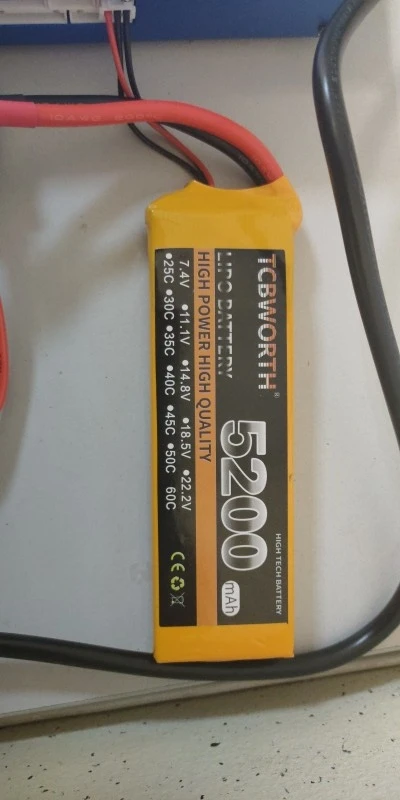 TCBWORTH®
LIPO BATTERY
5200 mAh
HIGH TECH BATTERY
HIGH POWER HIGH QUALITY
7.4V ●11.1V ●14.8V ●18.5V ●22.2V
●25C ●30C ●35C ●40C ●45C ●50C 60C
CE